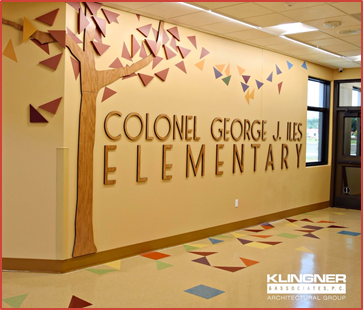 COLONEL GEORGE J. ILES
ELEMENTARY
KLINGNER
& ASSOCIATES, P.C.
ARCHITECTURAL GROUP